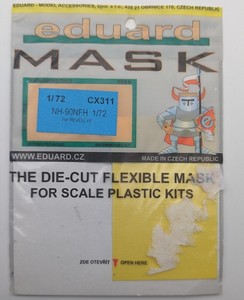 EDUARD - MODEL ACCESSORIES, spol. s r.o., 435 21 OBRNICE 170, CZECH REPUBLIC
eduard
MASK
1/72 CX311
NH-90NFH 1/72
WWW.EDUARD.CZ
MADE IN CZECH REPUBLIC
THE DIE-CUT FLEXIBLE MASK
FOR SCALE PLASTIC KITS
ZDE OTEVŘÍT OPEN HERE